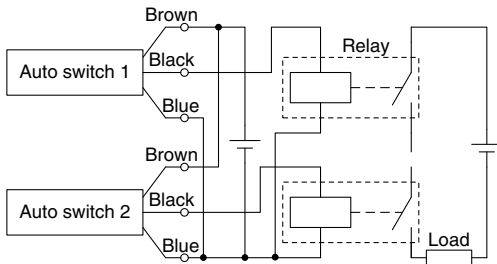 Brown
Auto switch 1
Black
Blue
Relay
Brown
Auto switch 2
Black
Blue
Load